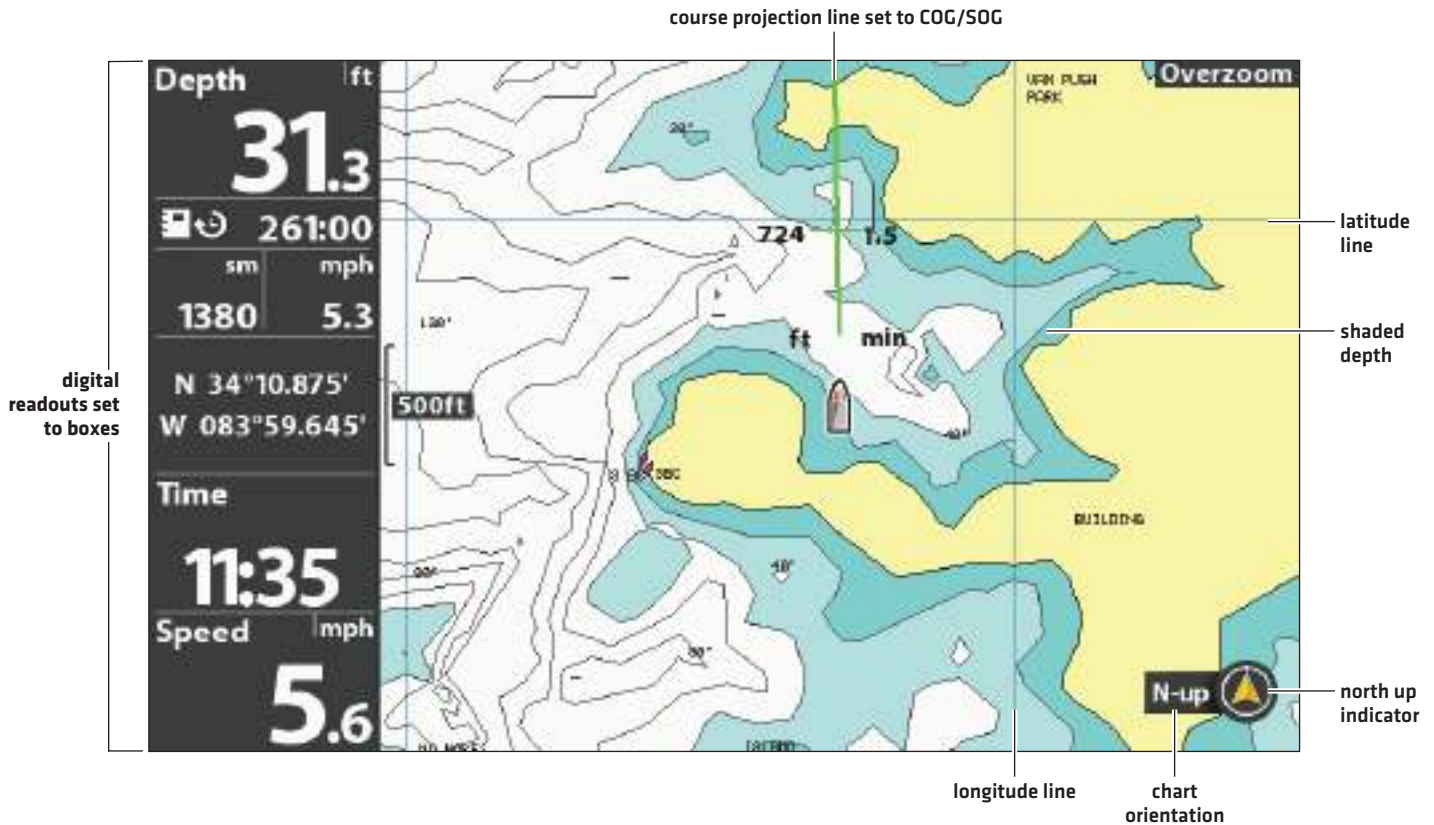 course projection line set to COG/SOG
Depth ft
31.3
261:00
sm mph
1380 5.3
N 34°10.875'
W 083°59.645'
Time
11:35
Speed mph
5.6
digital
readouts set
to boxes
Overzoom
PARK
30'
724 1.5
ft min
500ft
BUILDING
N-up
latitude
line
shaded
depth
north up
indicator
longitude line
chart
orientation